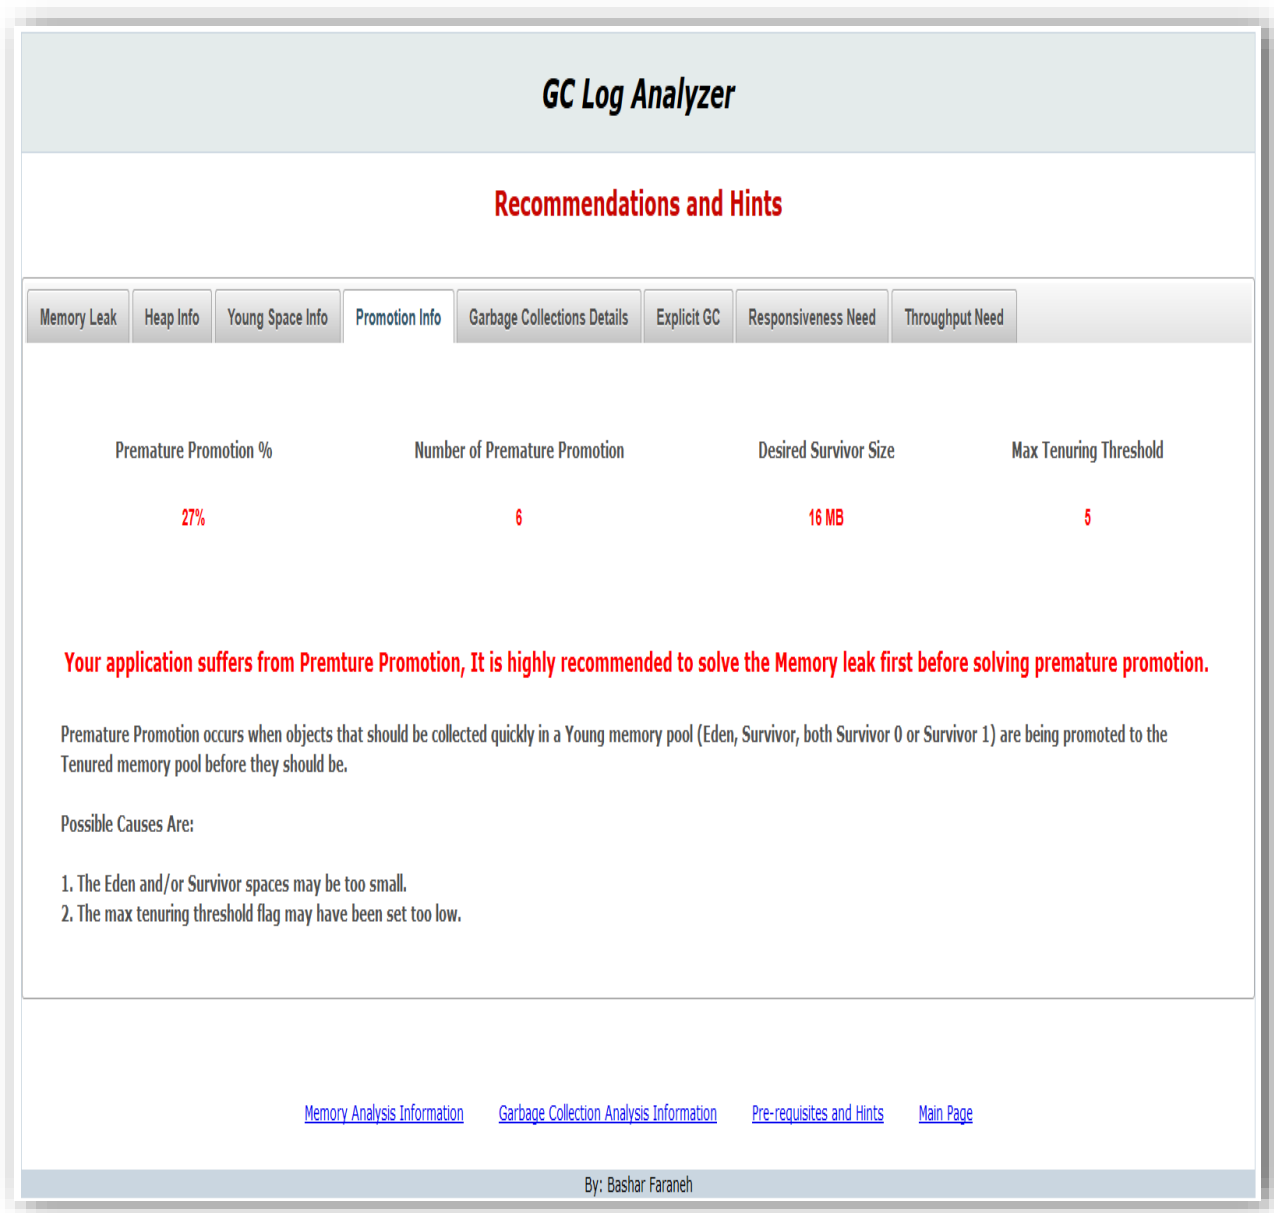 GC Log Analyzer
Recommendations and Hints
Memory Leak Heap Info Young Space Info Promotion Info Garbage Collections Details Explicit GC Responsiveness Need Throughput Need
Premature Promotion % Number of Premature Promotion Desired Survivor Size Max Tenuring Threshold
27% 6 16 MB 5
Your application suffers from Premture Promotion, It is highly recommended to solve the Memory leak first before solving premature promotion.
Premature Promotion occurs when objects that should be collected quickly in a Young memory pool (Eden, Survivor, both Survivor 0 or Survivor 1) are being promoted to the
Tenured memory pool before they should be.
Possible Causes Are:
1. The Eden and/or Survivor spaces may be too small.
2. The max tenuring threshold flag may have been set too low.
Memory Analysis Information Garbage Collection Analysis Information Pre-requisites and Hints Main Page
By: Bashar Faraneh